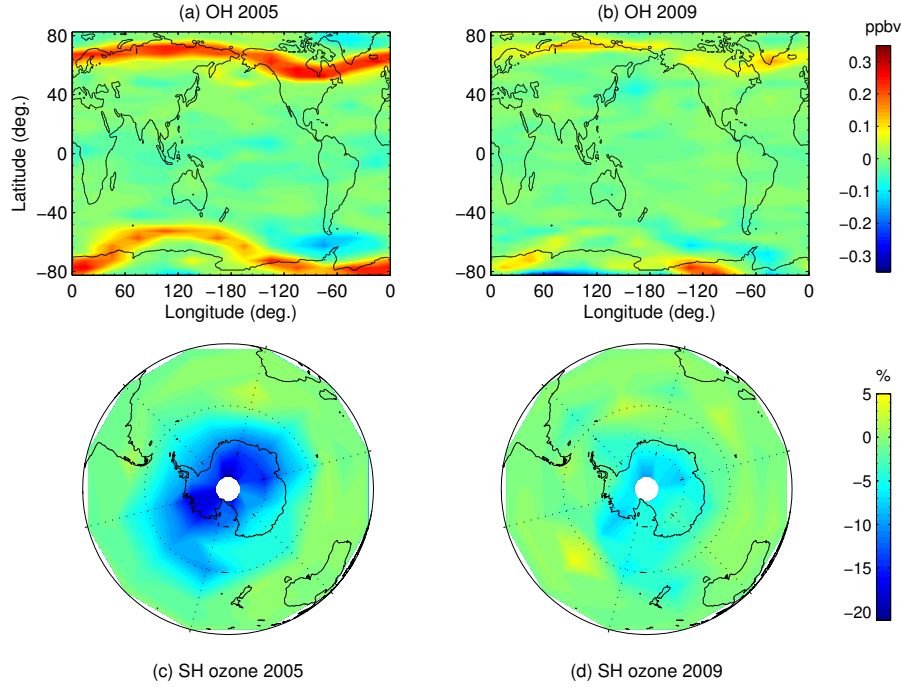 (a) OH 2005
(b) OH 2009
ppbv
80
40
0
−40
−80
Latitude (deg.)
0 60 120 −180 −120 −60 0
Longitude (deg.)
80
40
0
−40
−80
0 60 120 −180 −120 −60 0
Longitude (deg.)
0.3
0.2
0.1
0
−0.1
−0.2
−0.3
%
5
0
−5
−10
−15
−20
(c) SH ozone 2005
(d) SH ozone 2009